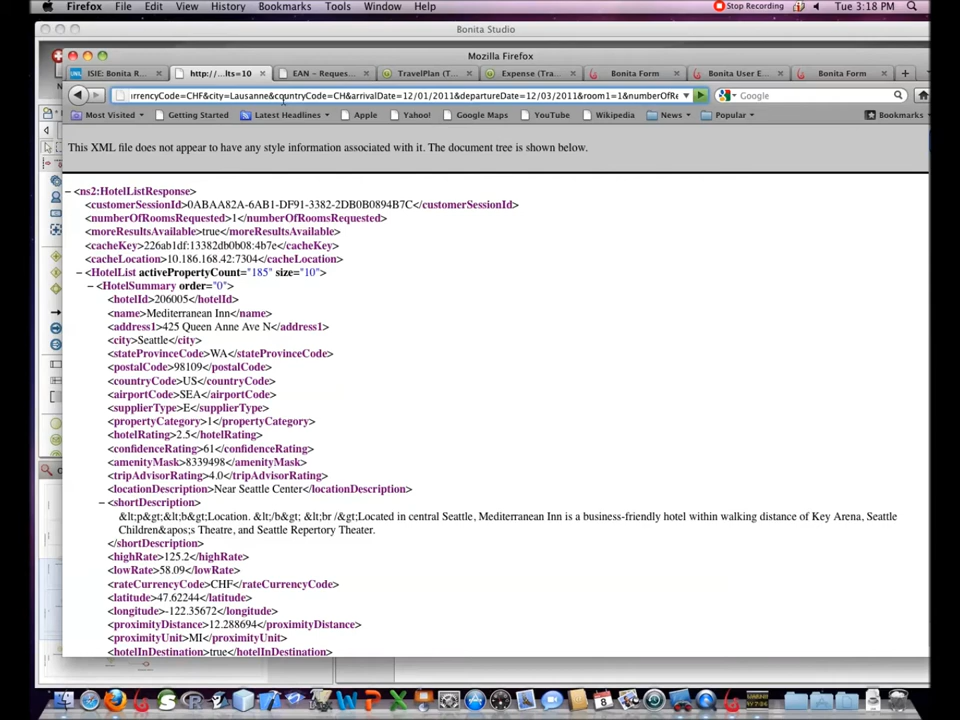 Firefox File Edit View History Bookmarks Tools Window Help Stop Recording Tue 3:18 PM
Bonita Studio
Mozilla Firefox
ISIE: Bonita R... http://...lts=10 EAN – Reques... TravelPlan (T... Expense (Tra... Bonita Form Bonita User E... Bonita Form
rrencyCode=CHF&city=Lausanne&countryCode=CH&arrivalDate=12/01/2011&departureDate=12/03/2011&room1=1&numberOfRe Google
Most Visited Getting Started Latest Headlines Apple Yahoo! Google Maps YouTube Wikipedia News Popular Bookmarks
This XML file does not appear to have any style information associated with it. The document tree is shown below.
– <ns2:HotelListResponse>
<customerSessionId>0ABAA82A-6AB1-DF91-3382-2DB0B0894B7C</customerSessionId>
<numberOfRoomsRequested>1</numberOfRoomsRequested>
<moreResultsAvailable>true</moreResultsAvailable>
<cacheKey>226ab1df:13382db0b08:4b7e</cacheKey>
<cacheLocation>10.186.168.42:7304</cacheLocation>
– <HotelList activePropertyCount="185" size="10">
– <HotelSummary order="0">
<hotelId>206005</hotelId>
<name>Mediterranean Inn</name>
<address1>425 Queen Anne Ave N</address1>
<city>Seattle</city>
<stateProvinceCode>WA</stateProvinceCode>
<postalCode>98109</postalCode>
<countryCode>US</countryCode>
<airportCode>SEA</airportCode>
<supplierType>E</supplierType>
<propertyCategory>1</propertyCategory>
<hotelRating>2.5</hotelRating>
<confidenceRating>61</confidenceRating>
<amenityMask>8339498</amenityMask>
<tripAdvisorRating>4.0</tripAdvisorRating>
<locationDescription>Near Seattle Center</locationDescription>
– <shortDescription>
&lt;p&gt;&lt;b&gt;Location. &lt;/b&gt; &lt;br /&gt;Located in central Seattle, Mediterranean Inn is a business-friendly hotel within walking distance of Key Arena, Seattle
Children&apos;s Theatre, and Seattle Repertory Theater.
</shortDescription>
<highRate>125.2</highRate>
<lowRate>58.09</lowRate>
<rateCurrencyCode>CHF</rateCurrencyCode>
<latitude>47.62244</latitude>
<longitude>-122.35672</longitude>
<proximityDistance>12.288694</proximityDistance>
<proximityUnit>MI</proximityUnit>
<hotelInDestination>true</hotelInDestination>